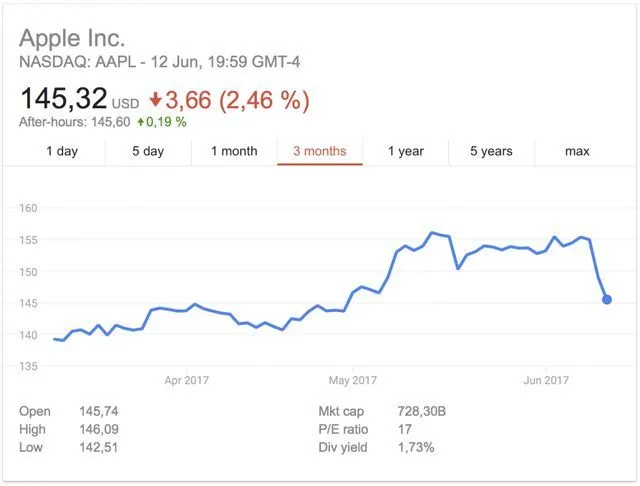 Apple Inc.
NASDAQ: AAPL - 12 Jun, 19:59 GMT-4
145,32 USD ↓3,66 (2,46 %)
After-hours: 145,60 ↑0,19 %
1 day 5 day 1 month 3 months 1 year 5 years max
160
155
150
145
140
135
Apr 2017 May 2017 Jun 2017
Open 145,74 Mkt cap 728,30B
High 146,09 P/E ratio 17
Low 142,51 Div yield 1,73%